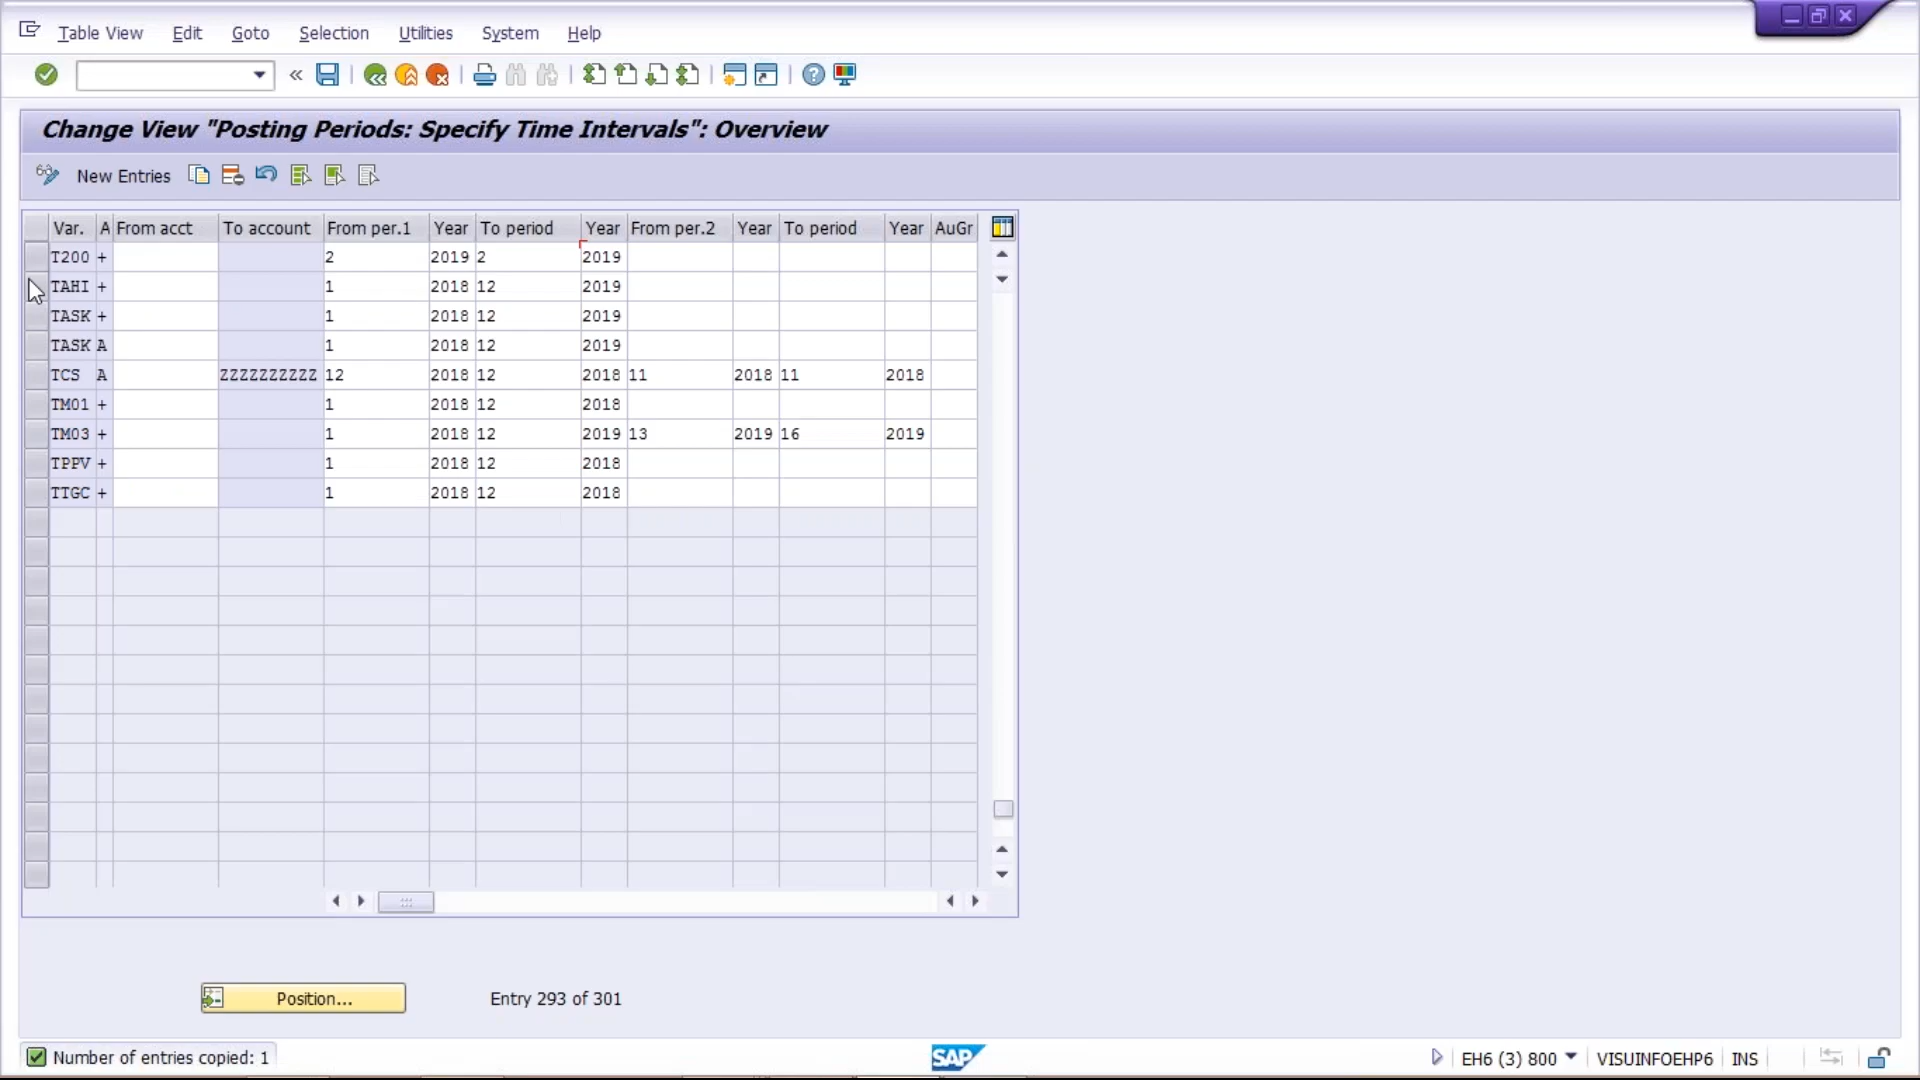 Table View Edit Goto Selection Utilities System Help
Change View "Posting Periods: Specify Time Intervals": Overview
New Entries
Var. A From acct To account From per.1 Year To period Year From per.2 Year To period Year AuGr
T200 + 2 2019 2 2019
TAHI + 1 2018 12 2019
TASK + 1 2018 12 2019
TASK A 1 2018 12 2019
TCS A ZZZZZZZZZZ 12 2018 12 2018 11 2018 11 2018
TM01 + 1 2018 12 2018
TM03 + 1 2018 12 2019 13 2019 16 2019
TPPV + 1 2018 12 2018
TTGC + 1 2018 12 2018
Position... Entry 293 of 301
Number of entries copied: 1 SAP EH6 (3) 800 VISUINFOEHP6 INS